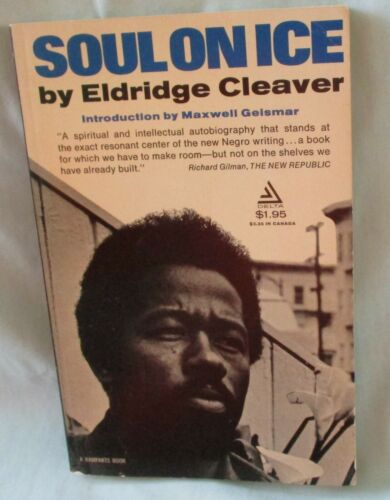 SOUL ON ICE
by Eldridge Cleaver
Introduction by Maxwell Geismar
"A spiritual and intellectual autobiography that stands at
the exact resonant center of the new Negro writing...a book
for which we have to make room—but not on the shelves we
have already built." Richard Gilman, THE NEW REPUBLIC
DELTA
$1.95
$2.35 IN CANADA
A RAMPARTS BOOK